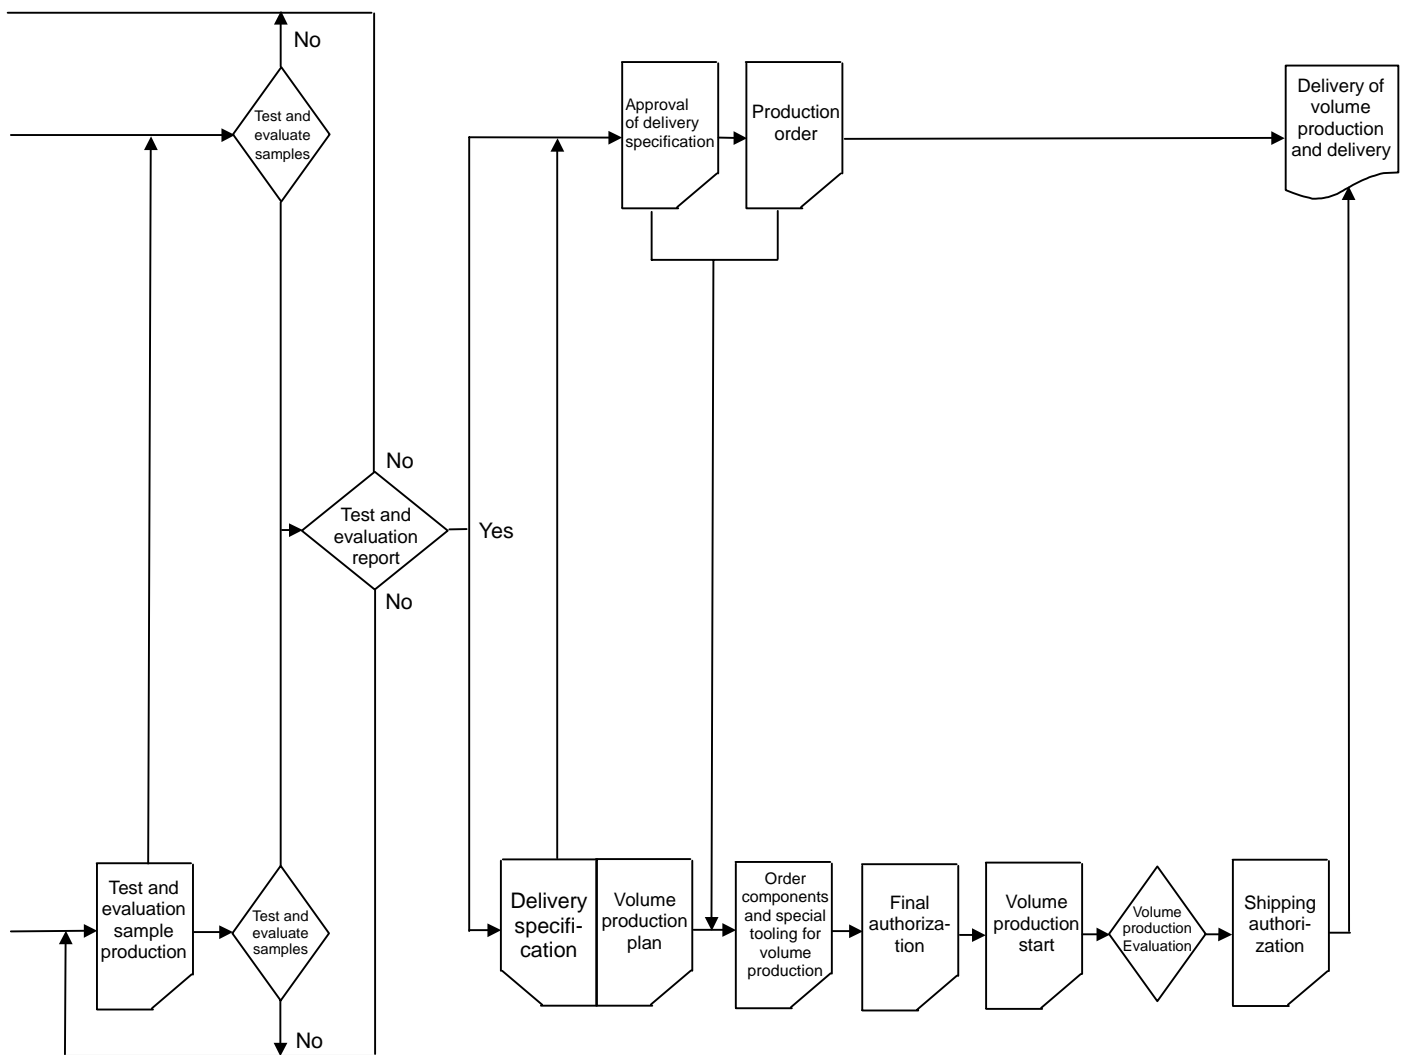 No
Test and
evaluate
samples
Approval
of delivery
specification
Production
order
Delivery of
volume
production
and delivery
No
Test and
evaluation
report
Yes
No
Test and
evaluation
sample
production
Test and
evaluate
samples
Delivery
specifi-
cation
Volume
production
plan
Order
components
and special
tooling for
volume
production
Final
authoriza-
tion
Volume
production
start
Volume
production
Evaluation
Shipping
authori-
zation
No